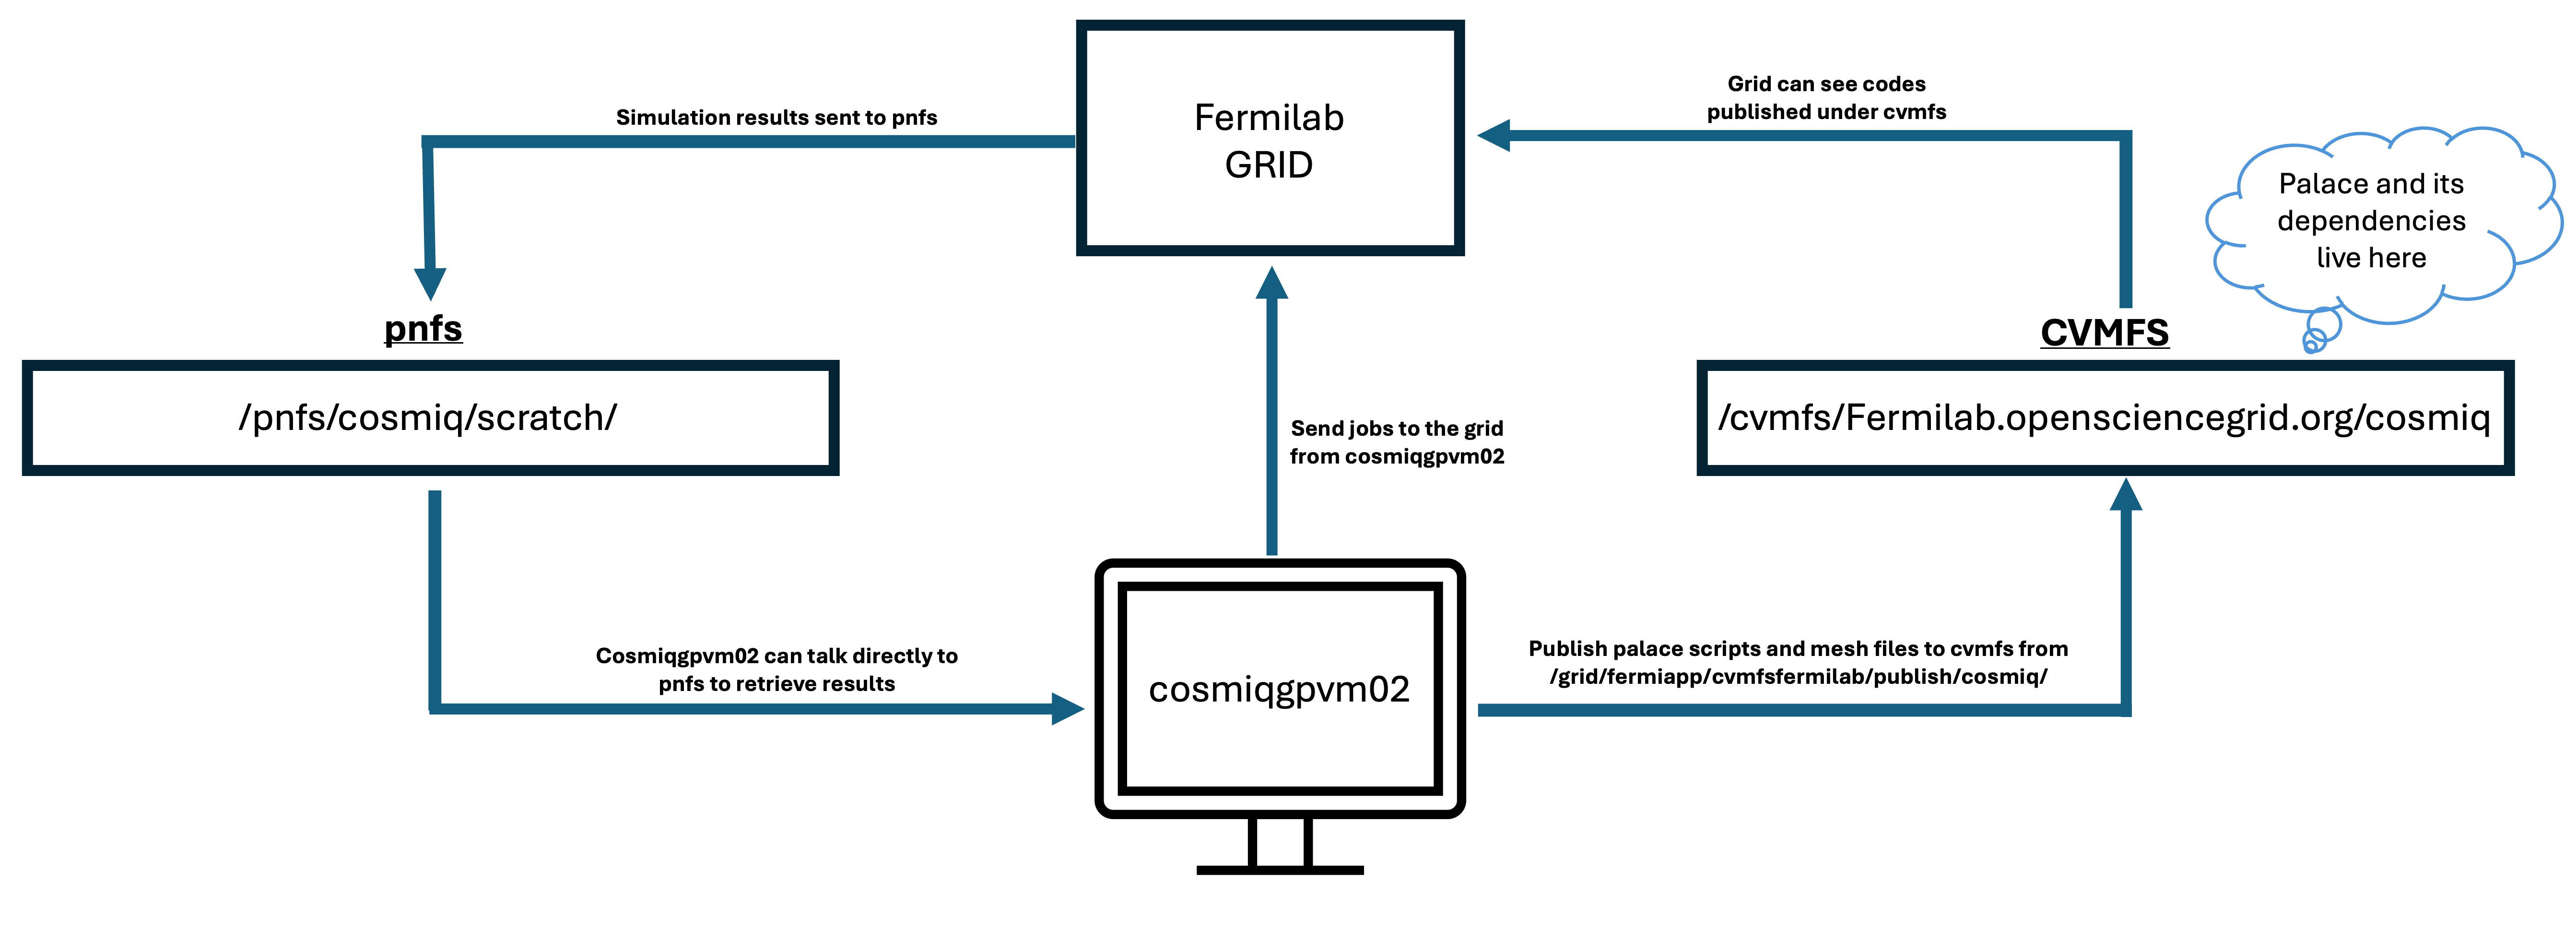 Fermilab
GRID
Simulation results sent to pnfs
Grid can see codes
published under cvmfs
Palace and its
dependencies
live here
pnfs
/pnfs/cosmiq/scratch/
CVMFS
/cvmfs/Fermilab.opensciencegrid.org/cosmiq
Send jobs to the grid
from cosmiqgpvm02
Cosmiqgpvm02 can talk directly to
pnfs to retrieve results
cosmiqgpvm02
Publish palace scripts and mesh files to cvmfs from
/grid/fermiapp/cvmfsfermilab/publish/cosmiq/